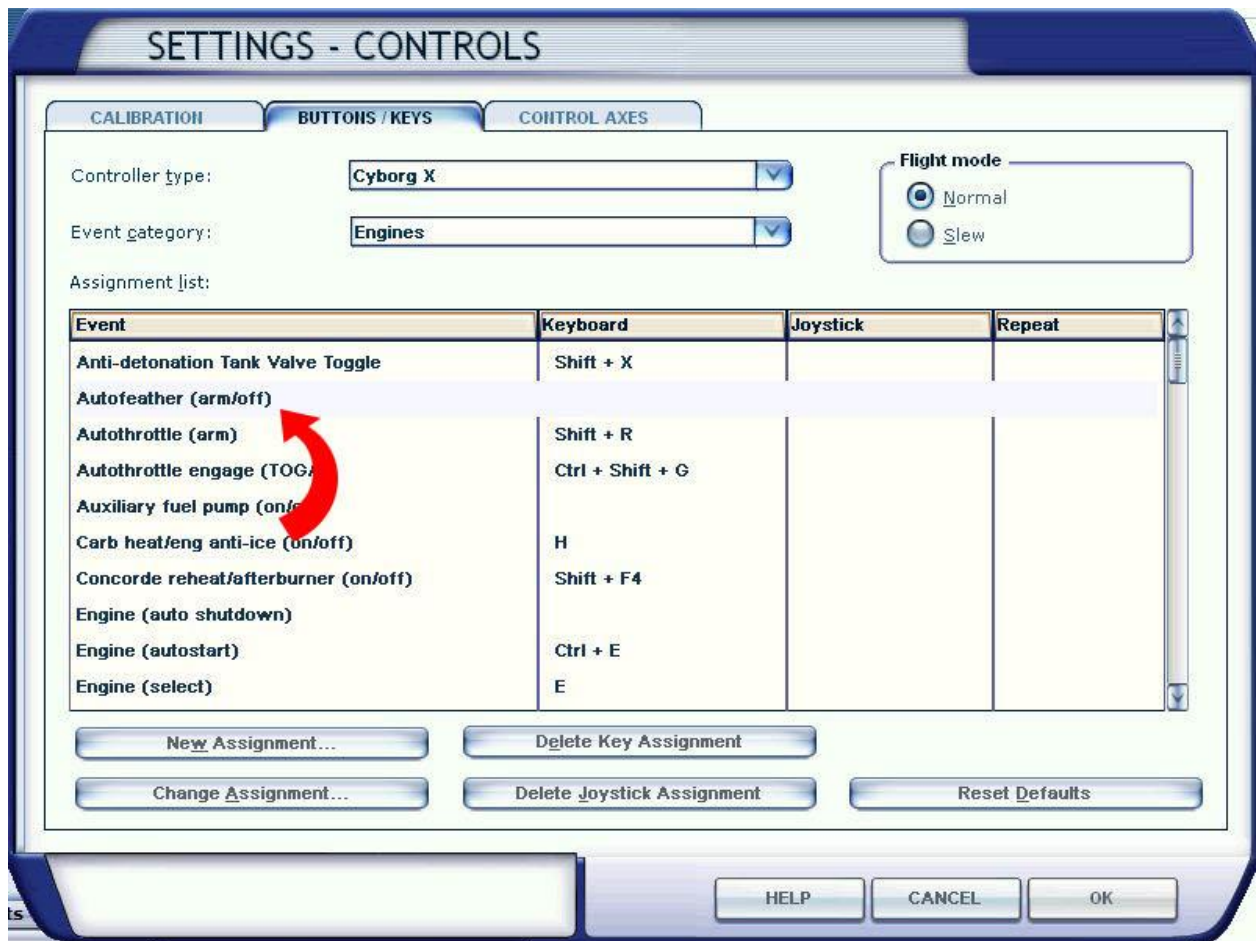 SETTINGS - CONTROLS
CALIBRATION BUTTONS / KEYS CONTROL AXES
Controller type: Cyborg X
Flight mode
Normal
Event category: Engines
Slew
Assignment list:
Event Keyboard Joystick Repeat
Anti-detonation Tank Valve Toggle Shift + X
Autofeather (arm/off)
Autothrottle (arm) Shift + R
Autothrottle engage Ctrl + Shift + G
Auxiliary fuel pump
Carb heat/eng anti-ice (on/off) H
Concorde reheat/afterburner (on/off) Shift + F4
Engine (auto shutdown)
Engine (autostart) Ctrl + E
Engine (select) E
New Assignment... Delete Key Assignment
Change Assignment... Delete Joystick Assignment Reset Defaults
HELP CANCEL OK
ts